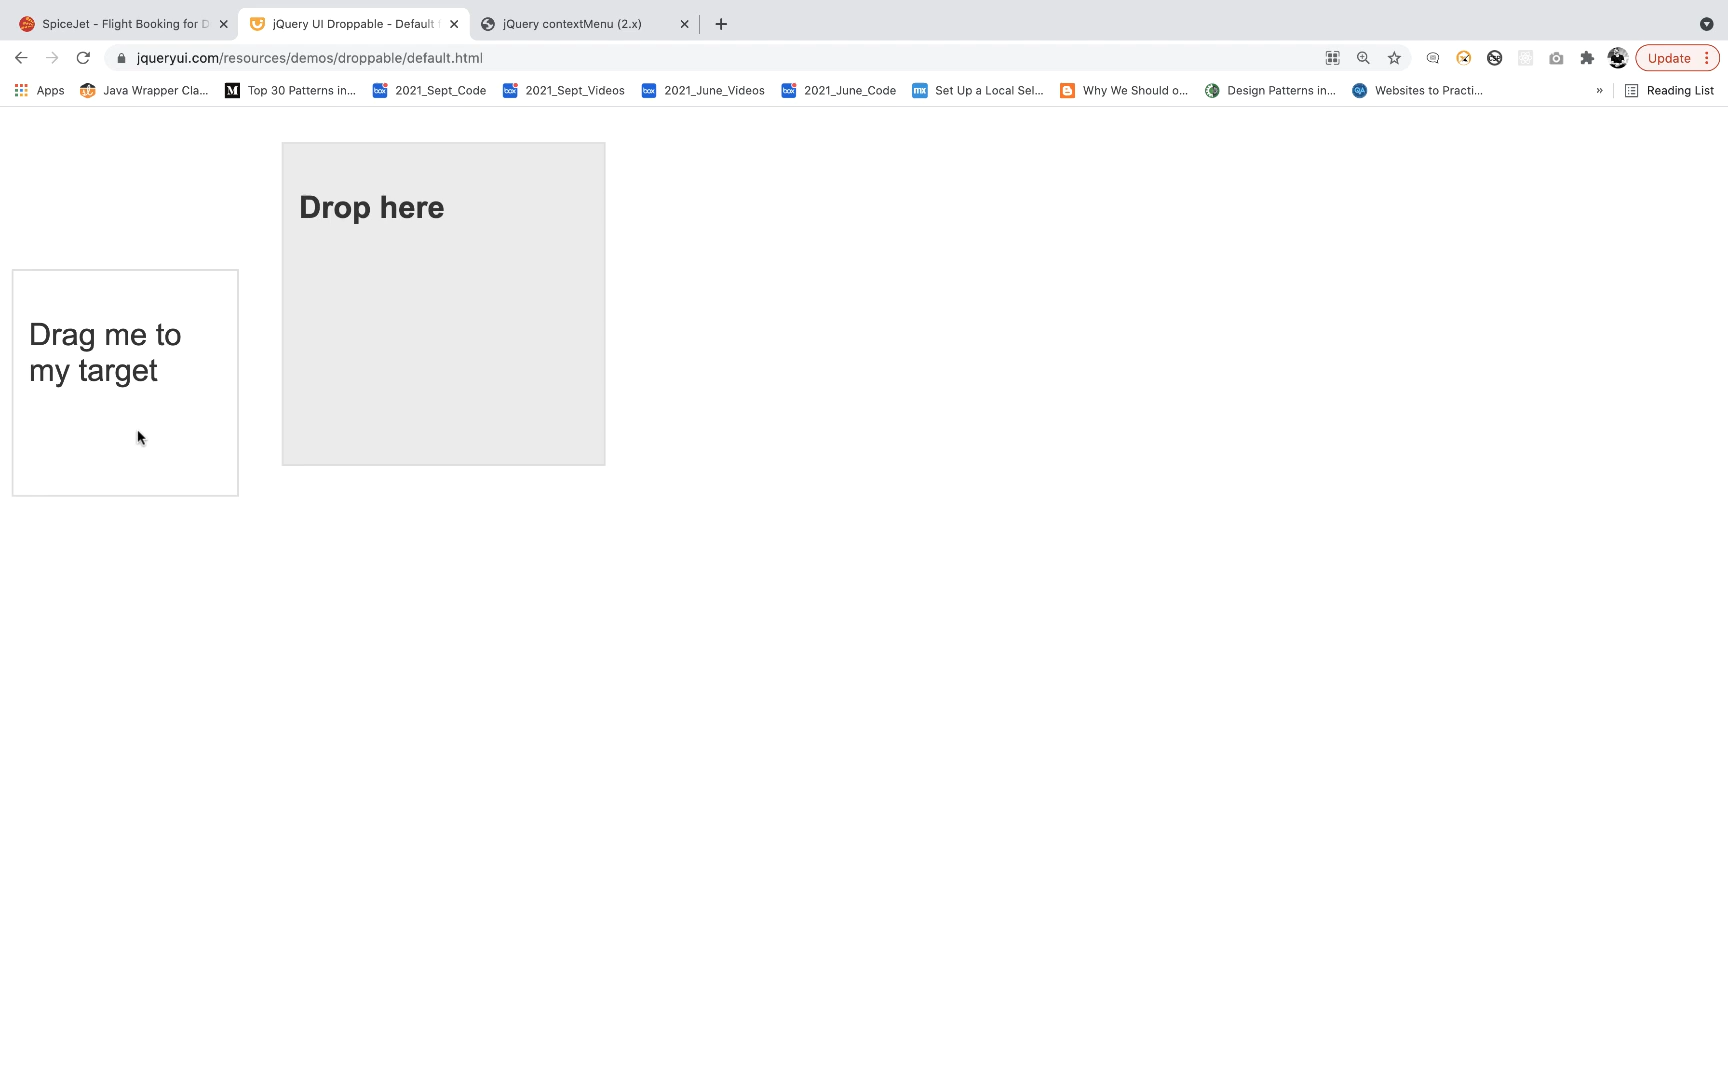 SpiceJet - Flight Booking for D
jQuery UI Droppable - Default
jQuery contextMenu (2.x)
jqueryui.com/resources/demos/droppable/default.html
Update
Apps
Java Wrapper Cla...
Top 30 Patterns in...
2021_Sept_Code
2021_Sept_Videos
2021_June_Videos
2021_June_Code
Set Up a Local Sel...
Why We Should o...
Design Patterns in...
Websites to Practi...
»
Reading List
Drop here
Drag me to
my target